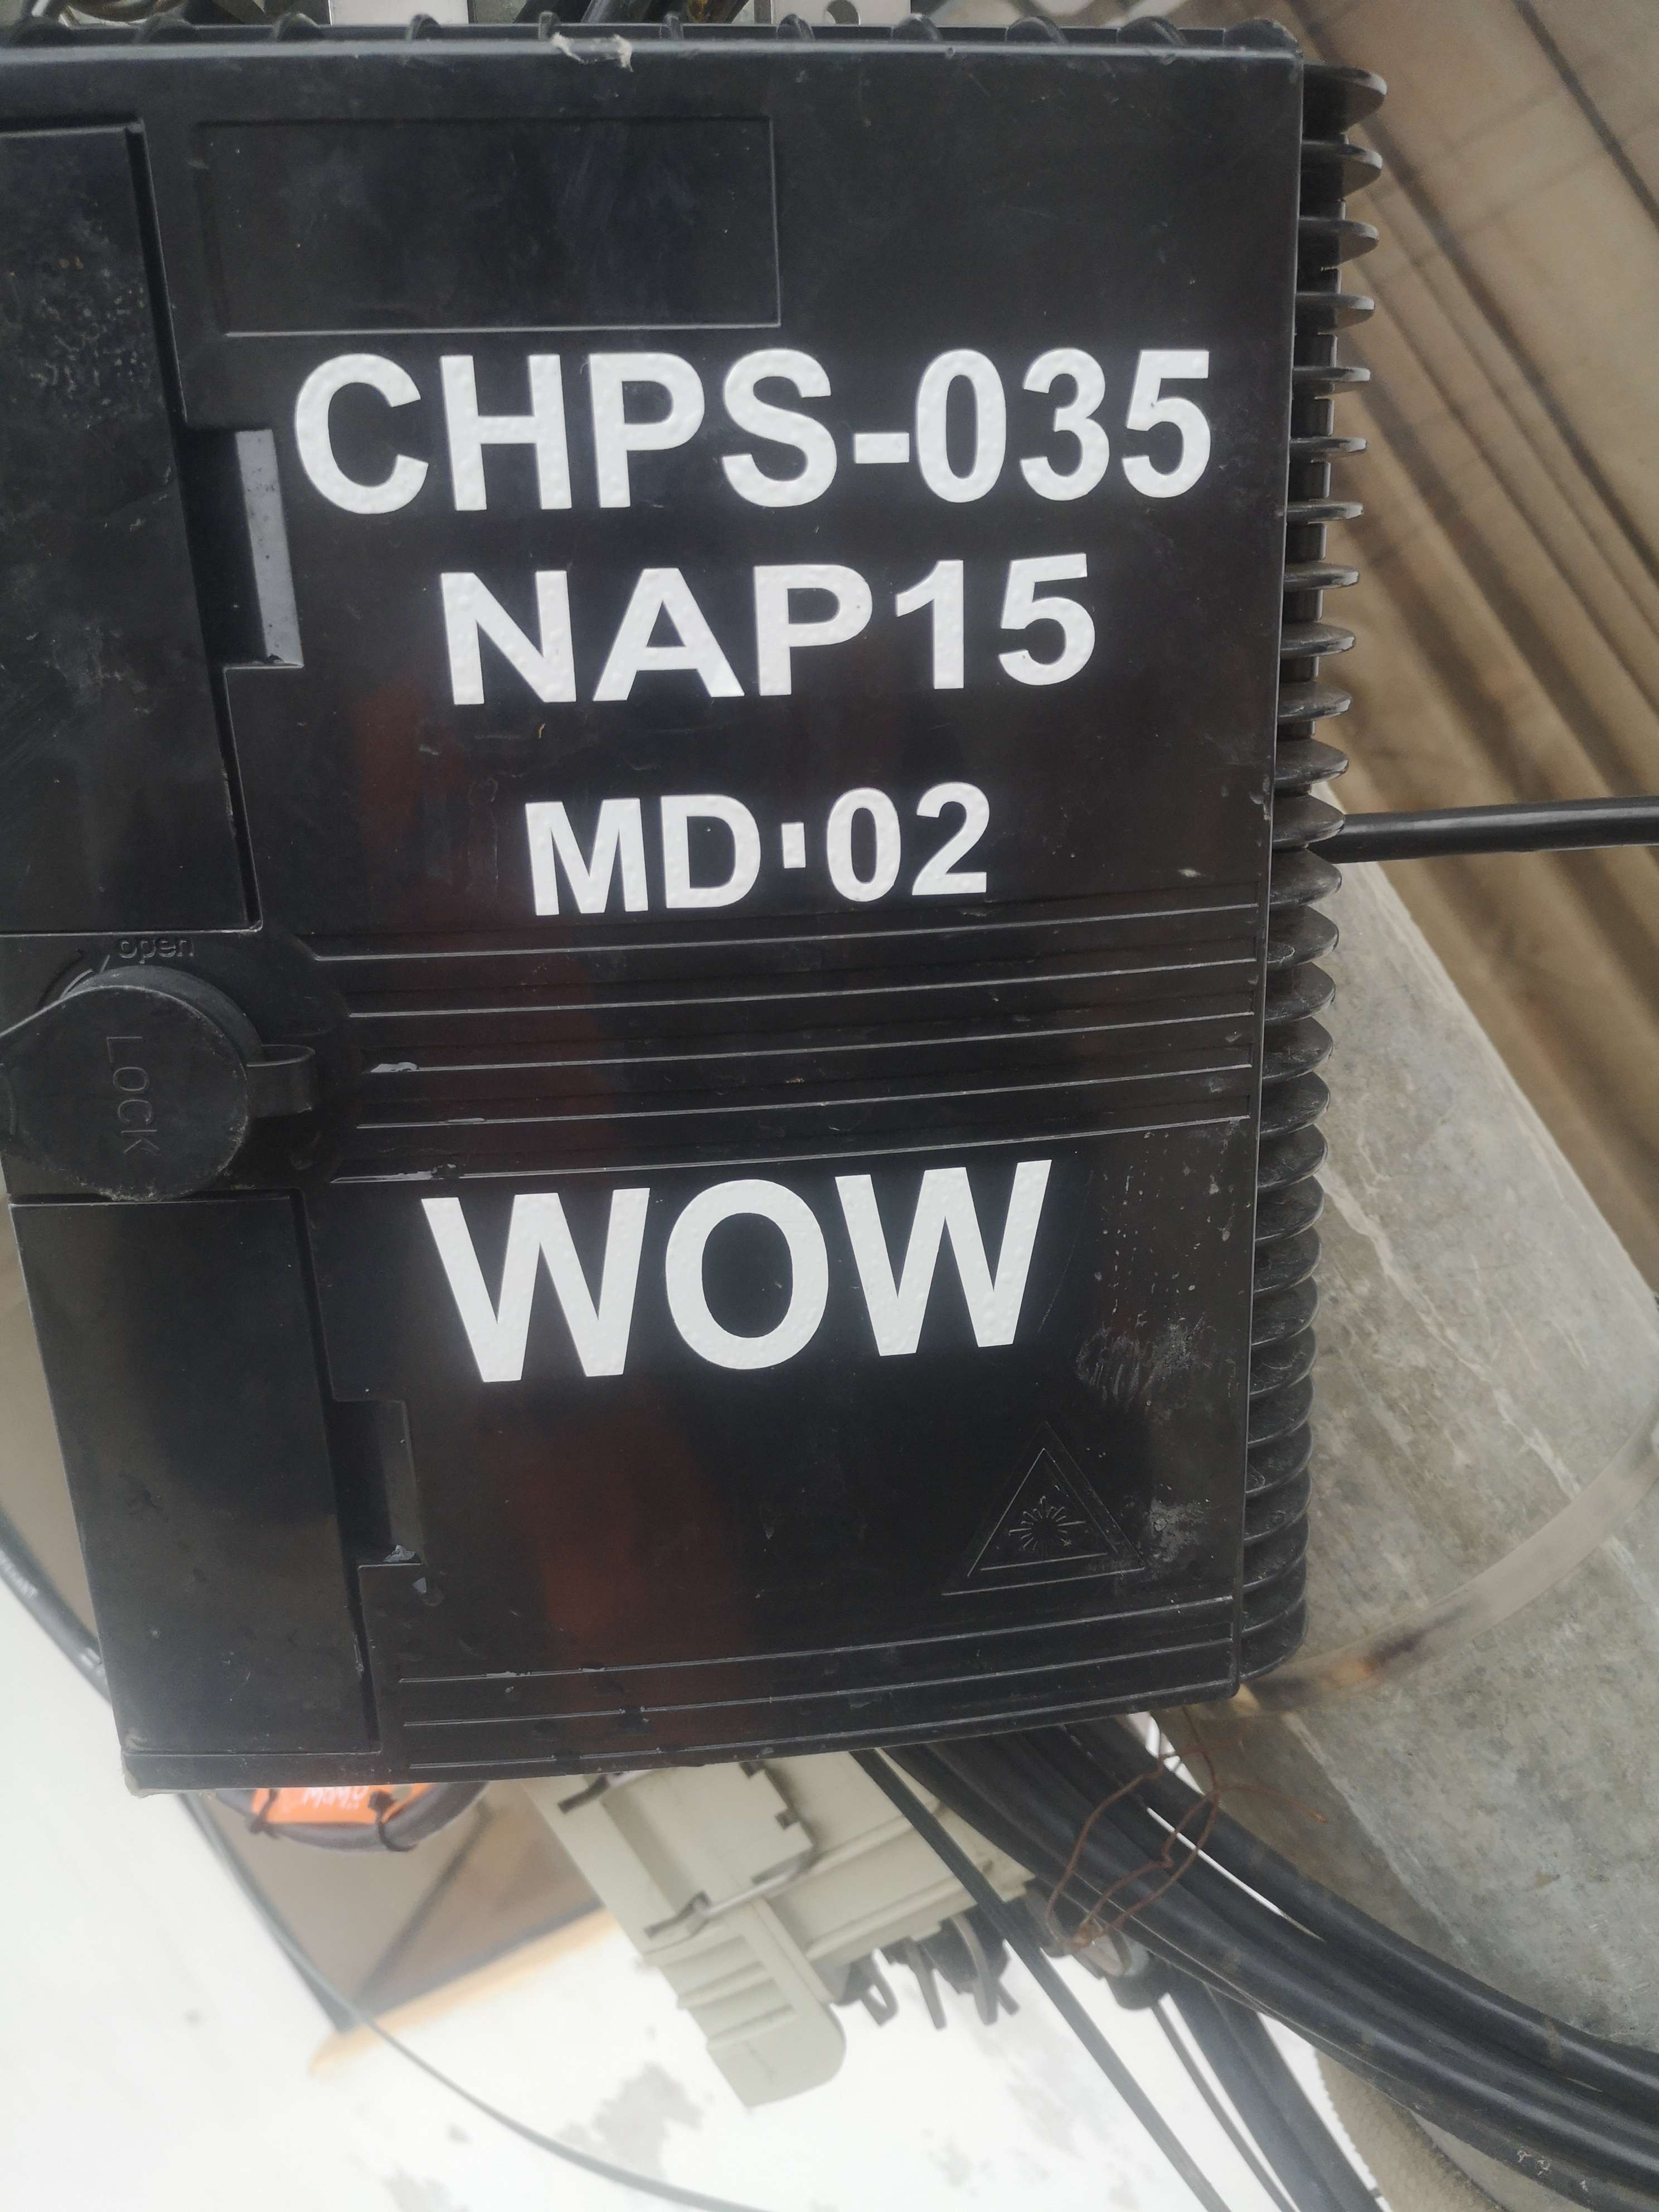 CHPS-035
NAP15
MD·02
open
LOCK
WOW